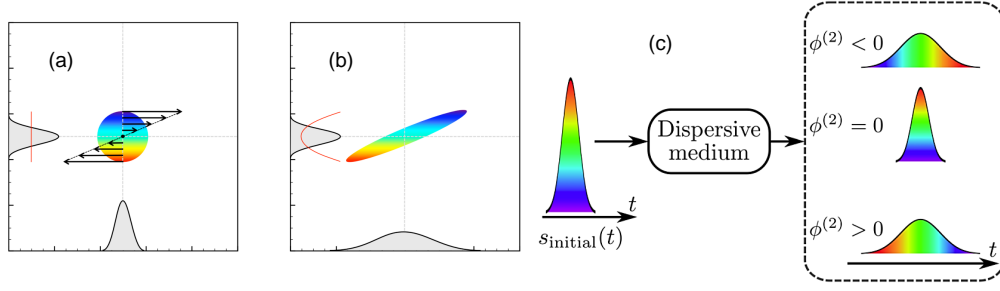 (a)
(b)
(c)
t
s_initial(t)
Dispersive
medium
ϕ⁽²⁾ < 0
ϕ⁽²⁾ = 0
ϕ⁽²⁾ > 0
t